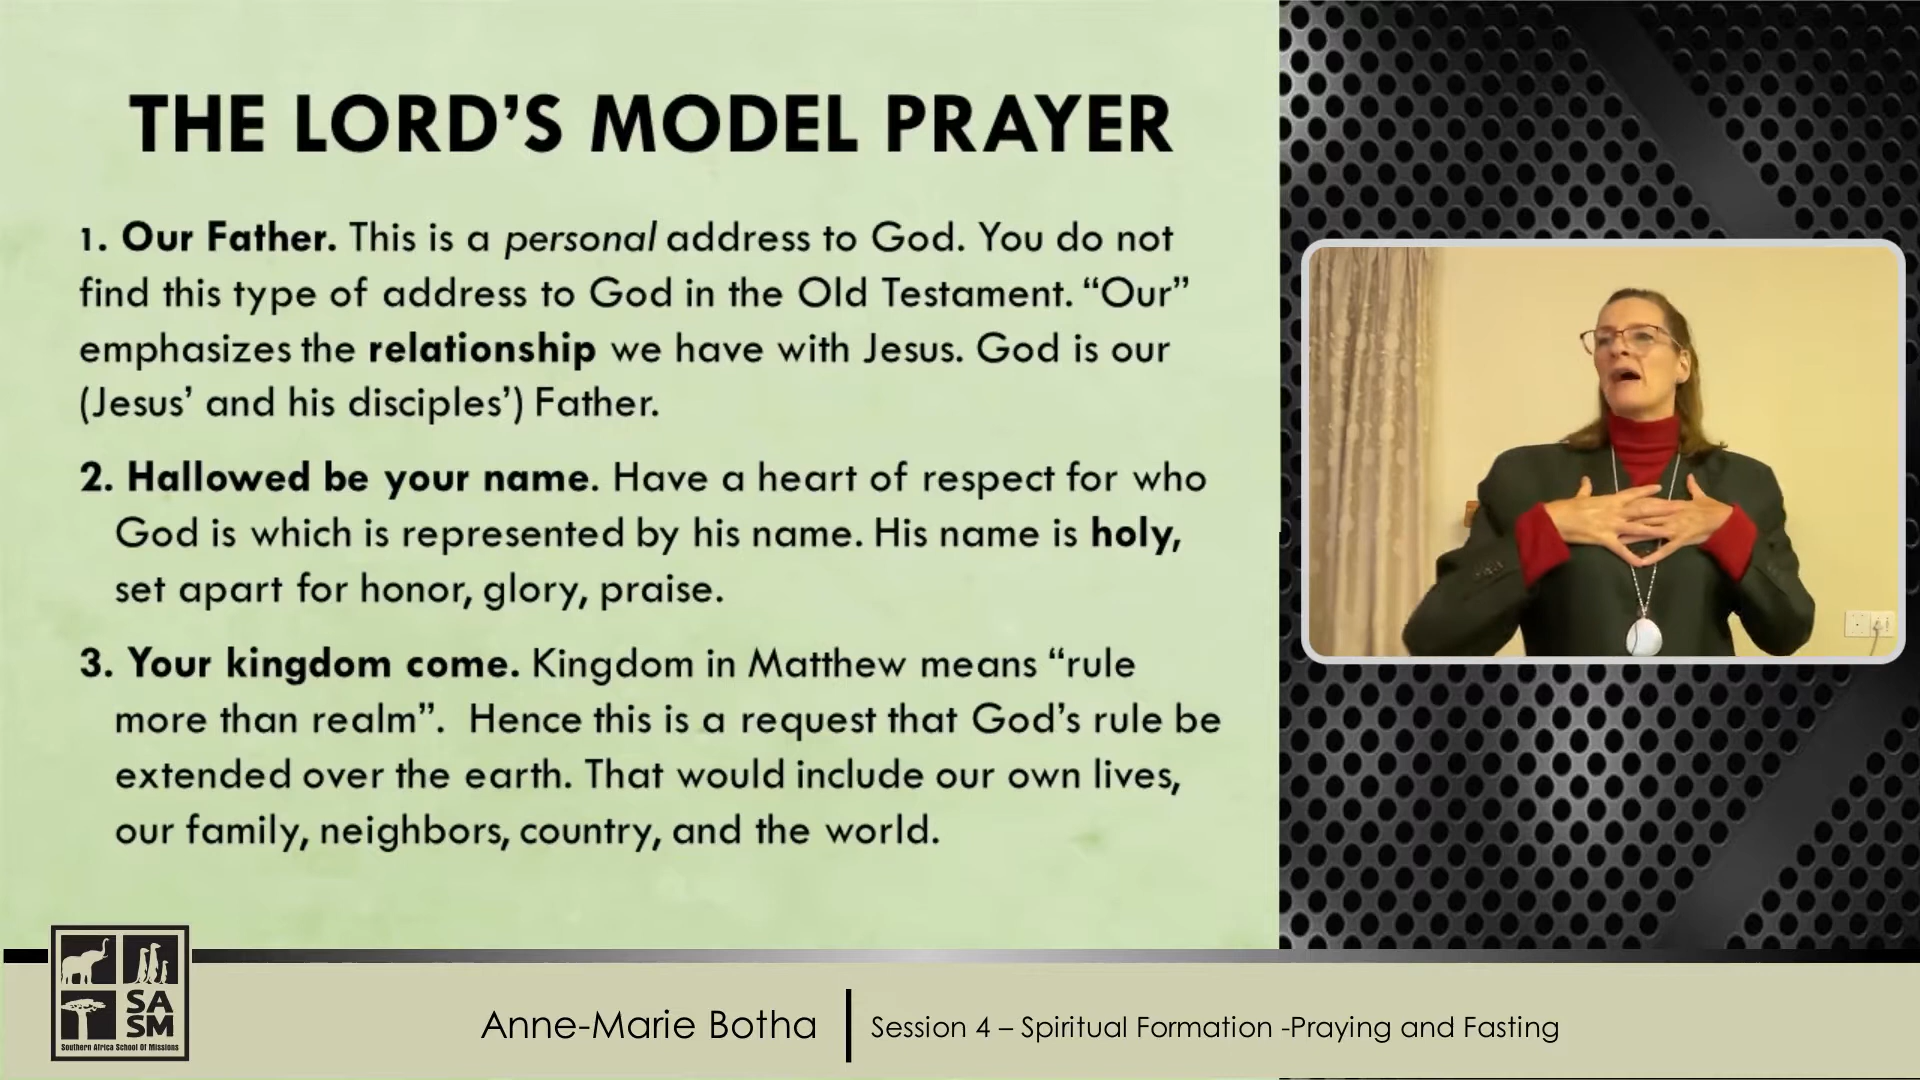 THE LORD’S MODEL PRAYER
1. Our Father. This is a personal address to God. You do not
find this type of address to God in the Old Testament. “Our”
emphasizes the relationship we have with Jesus. God is our
(Jesus’ and his disciples’) Father.
2. Hallowed be your name. Have a heart of respect for who
God is which is represented by his name. His name is holy,
set apart for honor, glory, praise.
3. Your kingdom come. Kingdom in Matthew means “rule
more than realm”. Hence this is a request that God’s rule be
extended over the earth. That would include our own lives,
our family, neighbors, country, and the world.
SA
SM
Southern Africa School Of Missions
Anne-Marie Botha
Session 4 – Spiritual Formation -Praying and Fasting